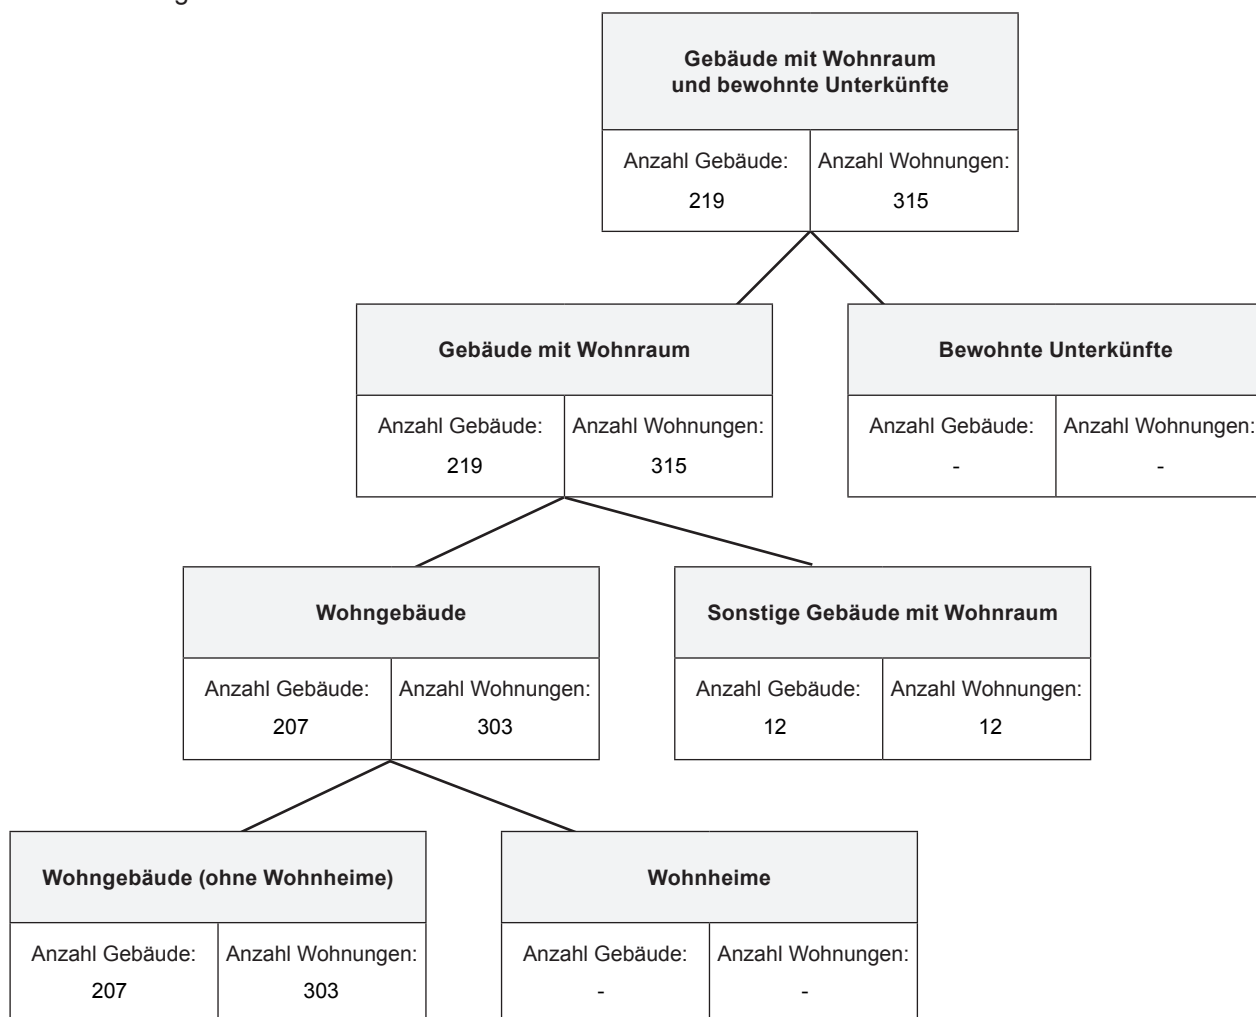 Gebäude mit Wohnraum
und bewohnte Unterkünfte
Anzahl Gebäude: Anzahl Wohnungen:
219 315
Gebäude mit Wohnraum
Anzahl Gebäude: Anzahl Wohnungen:
219 315
Bewohnte Unterkünfte
Anzahl Gebäude: Anzahl Wohnungen:
- -
Wohngebäude
Anzahl Gebäude: Anzahl Wohnungen:
207 303
Sonstige Gebäude mit Wohnraum
Anzahl Gebäude: Anzahl Wohnungen:
12 12
Wohngebäude (ohne Wohnheime)
Anzahl Gebäude: Anzahl Wohnungen:
207 303
Wohnheime
Anzahl Gebäude: Anzahl Wohnungen:
- -